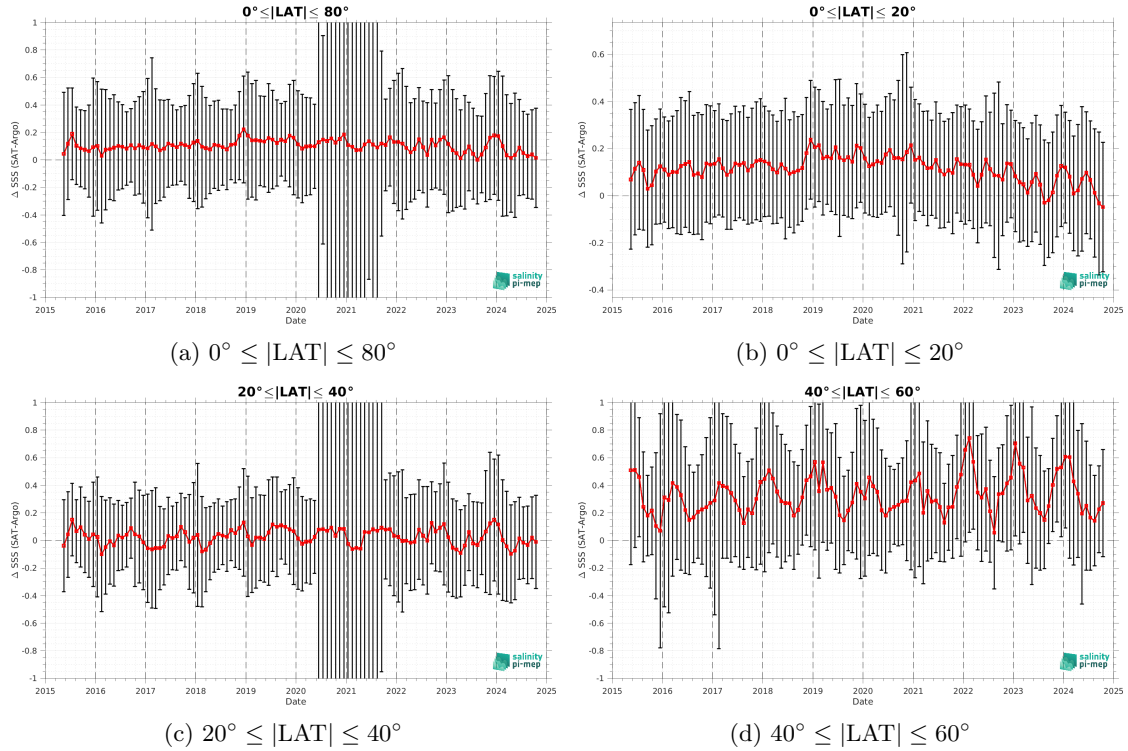 0°≤|LAT|≤ 80°
Δ SSS (SAT-Argo)
1
0.8
0.6
0.4
0.2
0
-0.2
-0.4
-0.6
-0.8
-1
salinity
pi-mep
2015 2016 2017 2018 2019 2020 2021 2022 2023 2024 2025
Date
(a) 0° ≤ |LAT| ≤ 80°
0°≤|LAT|≤ 20°
Δ SSS (SAT-Argo)
0.6
0.4
0.2
0
-0.2
-0.4
salinity
pi-mep
2015 2016 2017 2018 2019 2020 2021 2022 2023 2024 2025
Date
(b) 0° ≤ |LAT| ≤ 20°
20°≤|LAT|≤ 40°
Δ SSS (SAT-Argo)
1
0.8
0.6
0.4
0.2
0
-0.2
-0.4
-0.6
-0.8
-1
salinity
pi-mep
2015 2016 2017 2018 2019 2020 2021 2022 2023 2024 2025
Date
(c) 20° ≤ |LAT| ≤ 40°
40°≤|LAT|≤ 60°
Δ SSS (SAT-Argo)
1
0.8
0.6
0.4
0.2
0
-0.2
-0.4
-0.6
-0.8
-1
salinity
pi-mep
2015 2016 2017 2018 2019 2020 2021 2022 2023 2024 2025
Date
(d) 40° ≤ |LAT| ≤ 60°